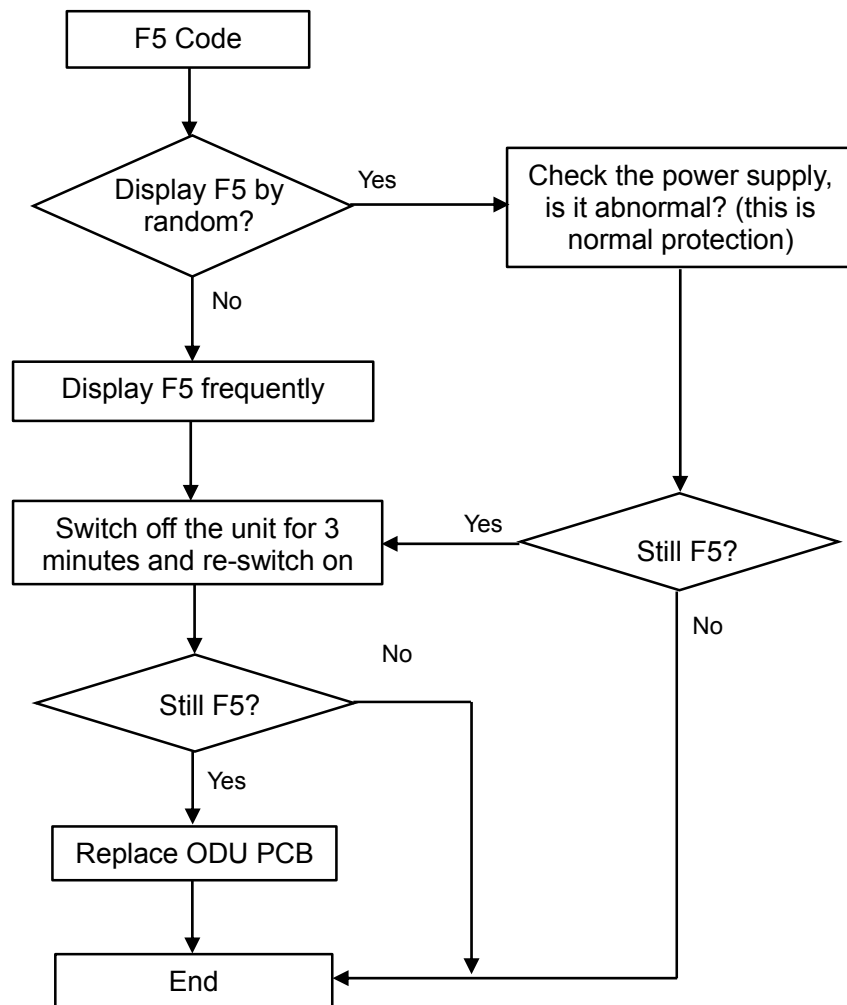 F5 Code
Display F5 by
random?
Yes
Check the power supply,
is it abnormal? (this is
normal protection)
No
Display F5 frequently
Switch off the unit for 3
minutes and re-switch on
Yes
Still F5?
No
No
Still F5?
Yes
Replace ODU PCB
End